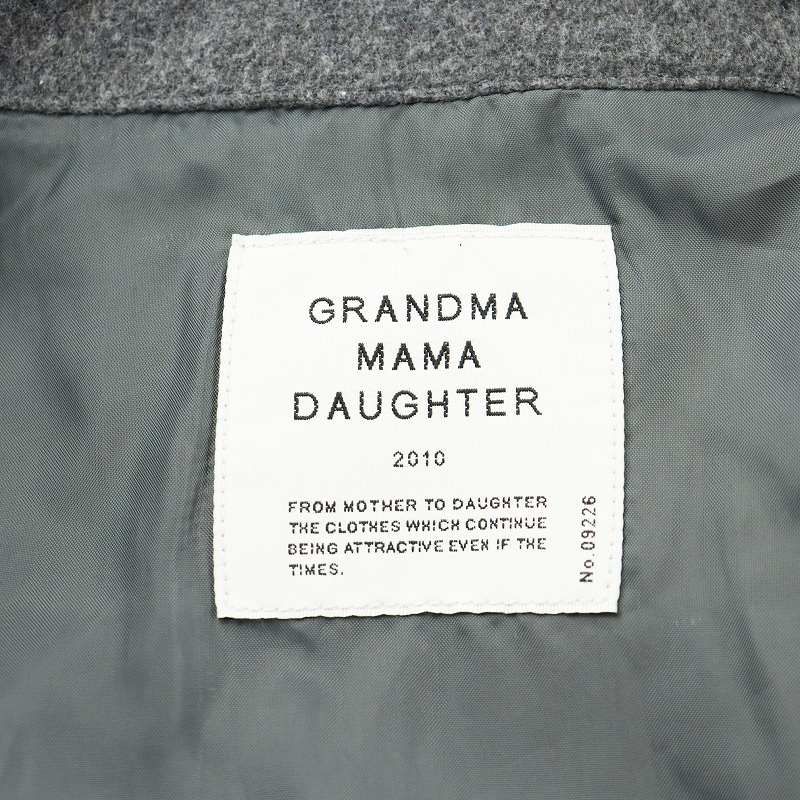 GRANDMA
MAMA
DAUGHTER
2010
FROM MOTHER TO DAUGHTER
THE CLOTHES WHICH CONTINUE
BEING ATTRACTIVE EVEN IF THE
TIMES.
No.09226